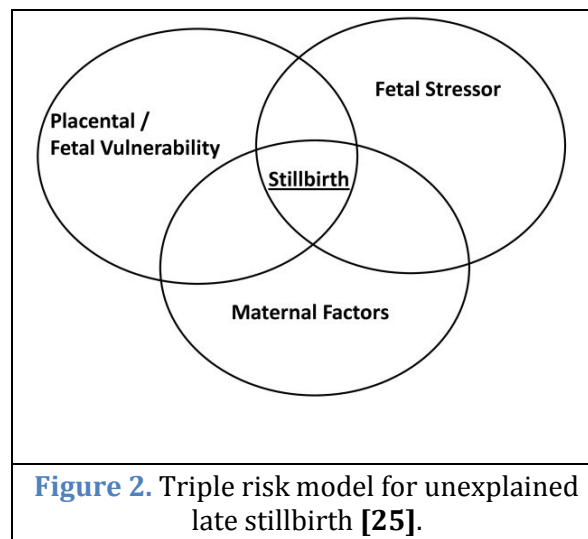 Placental /
Fetal Vulnerability
Fetal Stressor
Stillbirth
Maternal Factors
Figure 2. Triple risk model for unexplained
late stillbirth [25].